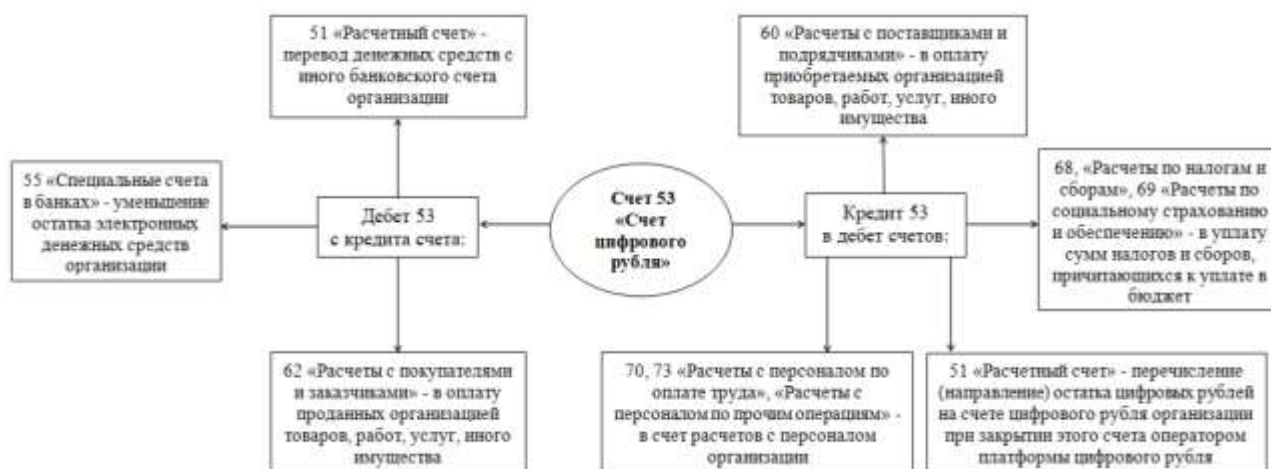 51 «Расчетный счет» -
перевод денежных средств с
иного банковского счета
организации
60 «Расчеты с поставщиками и
подрядчиками» - в оплату
приобретаемых организацией
товаров, работ, услуг, иного
имущества
55 «Специальные счета
в банках» - уменьшение
остатка электронных
денежных средств
организации
Дебет 53
с кредита счета:
Счет 53
«Счет
цифрового
рубля»
Кредит 53
в дебет счетов:
68, «Расчеты по налогам и
сборам», 69 «Расчеты по
социальному страхованию
и обеспечению» - в уплату
сумм налогов и сборов,
причитающихся к уплате в
бюджет
62 «Расчеты с покупателями
и заказчиками» - в оплату
проданных организацией
товаров, работ, услуг, иного
имущества
70, 73 «Расчеты с персоналом по
оплате труда», «Расчеты с
персоналом по прочим операциям» -
в счет расчетов с персоналом
организации
51 «Расчетный счет» - перечисление
(направление) остатка цифровых рублей
на счете цифрового рубля организации
при закрытии этого счета оператором
платформы цифрового рубля